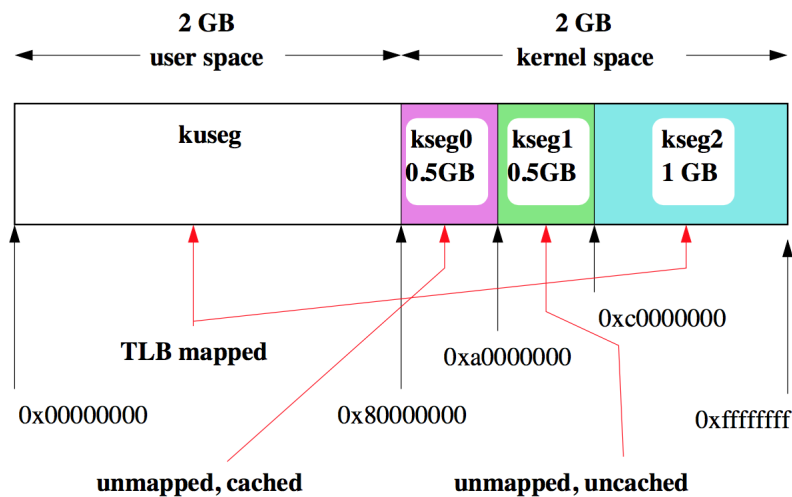 2 GB
user space
2 GB
kernel space
kuseg
kseg0
0.5GB
kseg1
0.5GB
kseg2
1 GB
TLB mapped
0xc0000000
0xa0000000
0x00000000
0x80000000
0xffffffff
unmapped, cached
unmapped, uncached